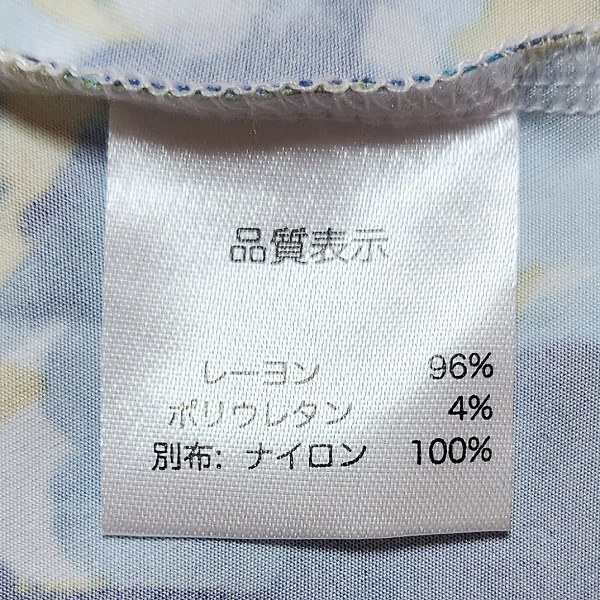 品質表示
レーヨン 96%
ポリウレタン 4%
別布: ナイロン 100%